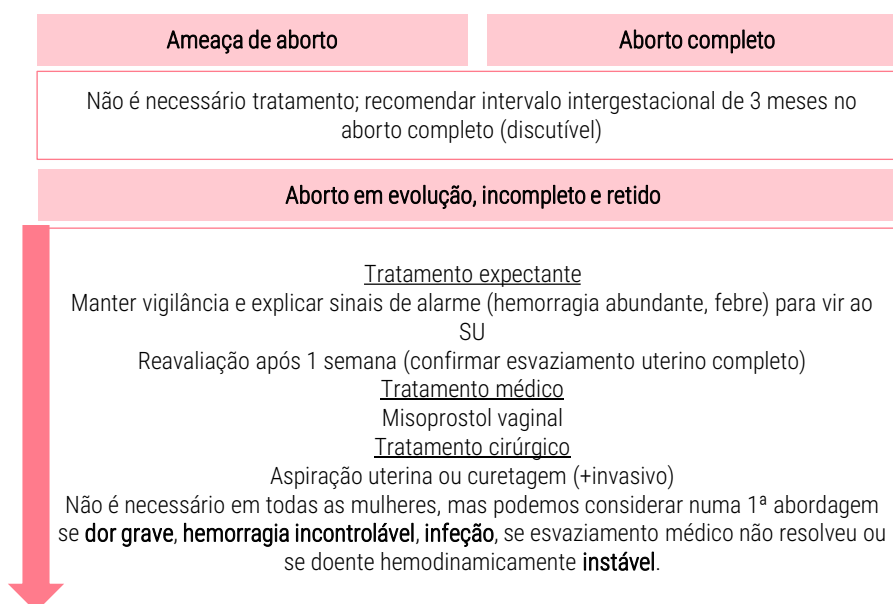 Ameaça de aborto
Aborto completo
Não é necessário tratamento; recomendar intervalo intergestacional de 3 meses no
aborto completo (discutível)
Aborto em evolução, incompleto e retido
Tratamento expectante
Manter vigilância e explicar sinais de alarme (hemorragia abundante, febre) para vir ao
SU
Reavaliação após 1 semana (confirmar esvaziamento uterino completo)
Tratamento médico
Misoprostol vaginal
Tratamento cirúrgico
Aspiração uterina ou curetagem (+invasivo)
Não é necessário em todas as mulheres, mas podemos considerar numa 1ª abordagem
se dor grave, hemorragia incontrolável, infeção, se esvaziamento médico não resolveu ou
se doente hemodinamicamente instável.